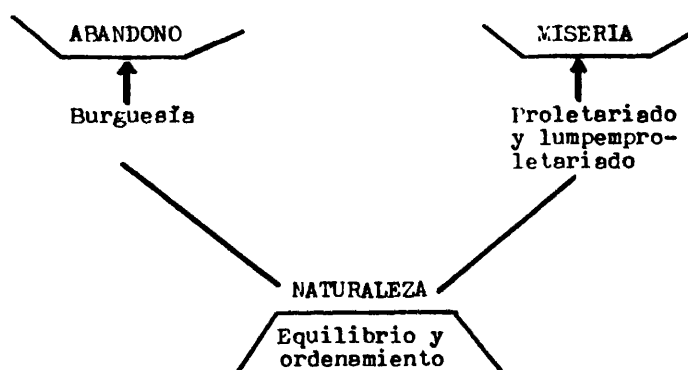 ABANDONO
MISERIA
Burguesía
Proletariado
y lumpempro-
letariado
NATURALEZA
Equilibrio y
ordenamiento